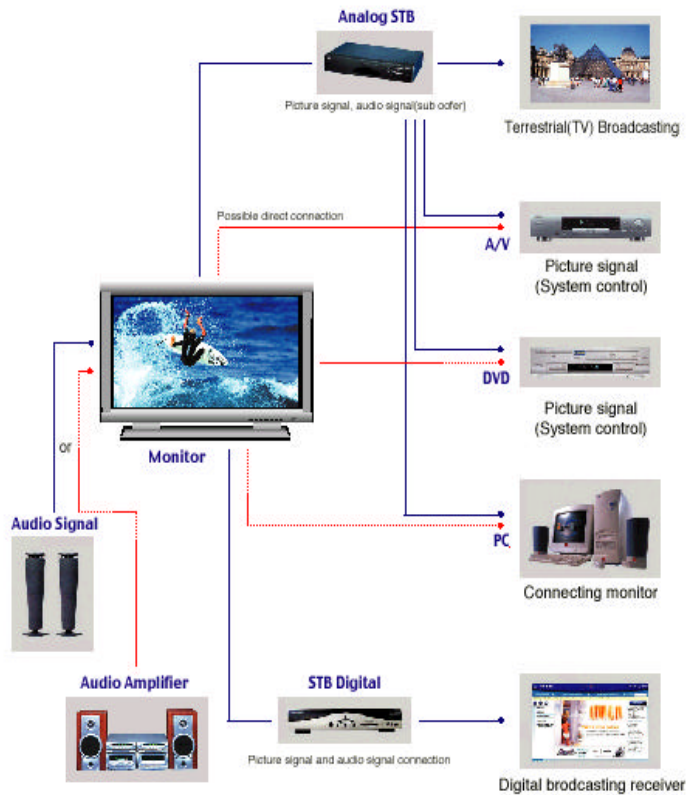 Analog STB
Picture signal, audio signal(sub oofer)
Terrestrial(TV) Broadcasting
Possible direct connection
A/V
Picture signal
(System control)
DVD
Picture signal
(System control)
Monitor
or
Audio Signal
PC
Connecting monitor
Audio Amplifier
STB Digital
Picture signal and audio signal connection
Digital brodcasting receiver